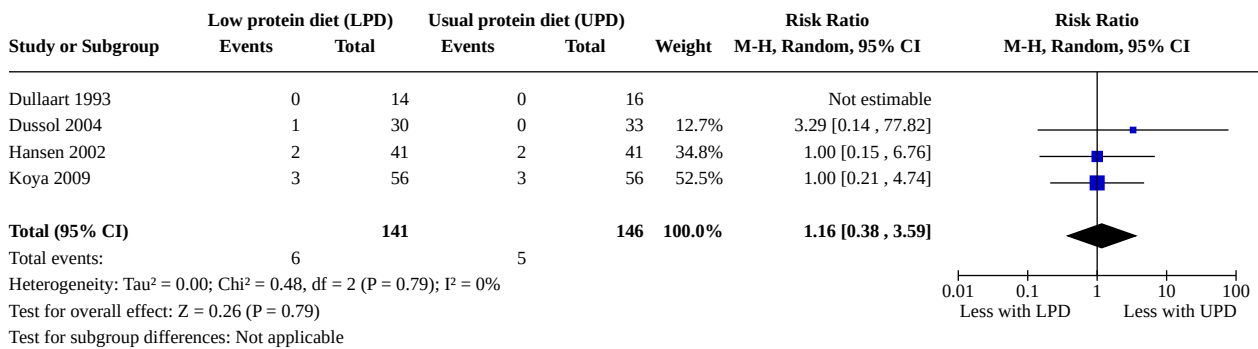 Low protein diet (LPD) Usual protein diet (UPD) Risk Ratio Risk Ratio
Study or Subgroup Events Total Events Total Weight M-H, Random, 95% CI M-H, Random, 95% CI
Dullaart 1993 0 14 0 16 Not estimable
Dussol 2004 1 30 0 33 12.7% 3.29 [0.14 , 77.82]
Hansen 2002 2 41 2 41 34.8% 1.00 [0.15 , 6.76]
Koya 2009 3 56 3 56 52.5% 1.00 [0.21 , 4.74]
Total (95% CI) 141 146 100.0% 1.16 [0.38 , 3.59]
Total events: 6 5
Heterogeneity: Tau² = 0.00; Chi² = 0.48, df = 2 (P = 0.79); I² = 0%
0.01 0.1 1 10 100
Test for overall effect: Z = 0.26 (P = 0.79)
Less with LPD Less with UPD
Test for subgroup differences: Not applicable